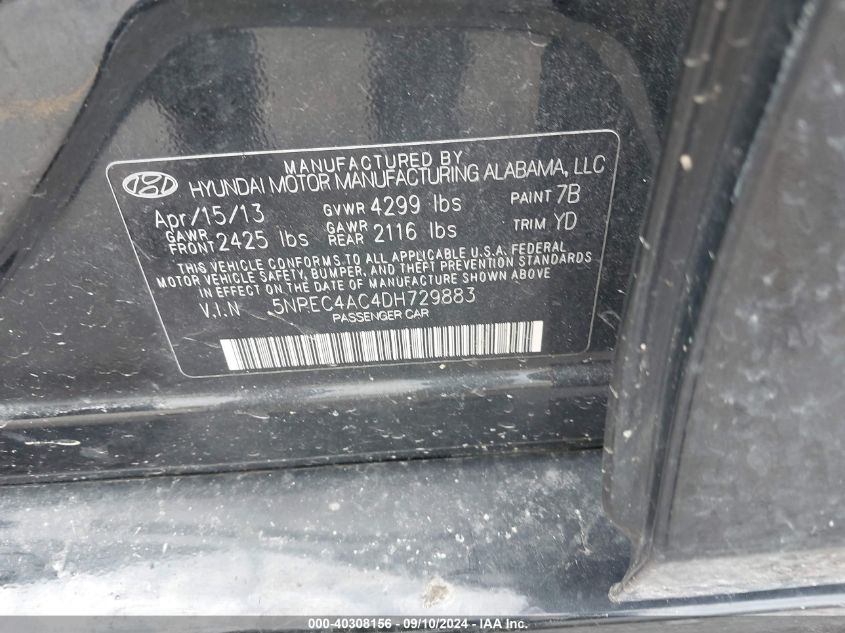 MANUFACTURED BY
HYUNDAI MOTOR MANUFACTURING ALABAMA, LLC
Apr/15/13 GVWR 4299 lbs PAINT 7B
GAWR FRONT 2425 lbs GAWR REAR 2116 lbs TRIM YD
THIS VEHICLE CONFORMS TO ALL APPLICABLE U.S.A. FEDERAL
MOTOR VEHICLE SAFETY, BUMPER, AND THEFT PREVENTION STANDARDS
IN EFFECT ON THE DATE OF MANUFACTURE SHOWN ABOVE
V.I.N 5NPEC4AC4DH729883
PASSENGER CAR
000-40308156 - 09/10/2024 - IAA Inc.